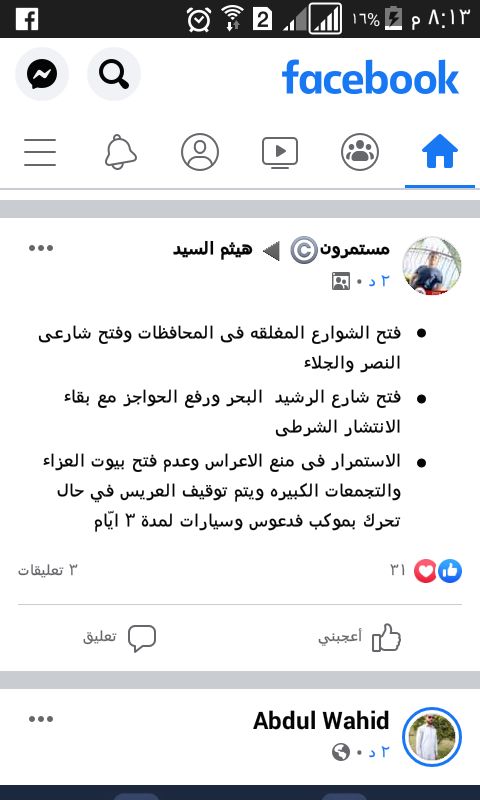 ٨:١٣ م ١٦% 2
facebook
هيثم السيد ◀ ©مستمرون
٢ د •
• فتح الشوارع المغلقه فى المحافظات وفتح شارعى
النصر والجلاء
• فتح شارع الرشيد البحر ورفع الحواجز مع بقاء
الانتشار الشرطى
• الاستمرار فى منع الاعراس وعدم فتح بيوت العزاء
والتجمعات الكبيره ويتم توقيف العريس في حال
تحرك بموكب فدعوس وسيارات لمدة ٣ ايّام
٣١ ٣ تعليقات
أعجبني تعليق
Abdul Wahid
٢ د •